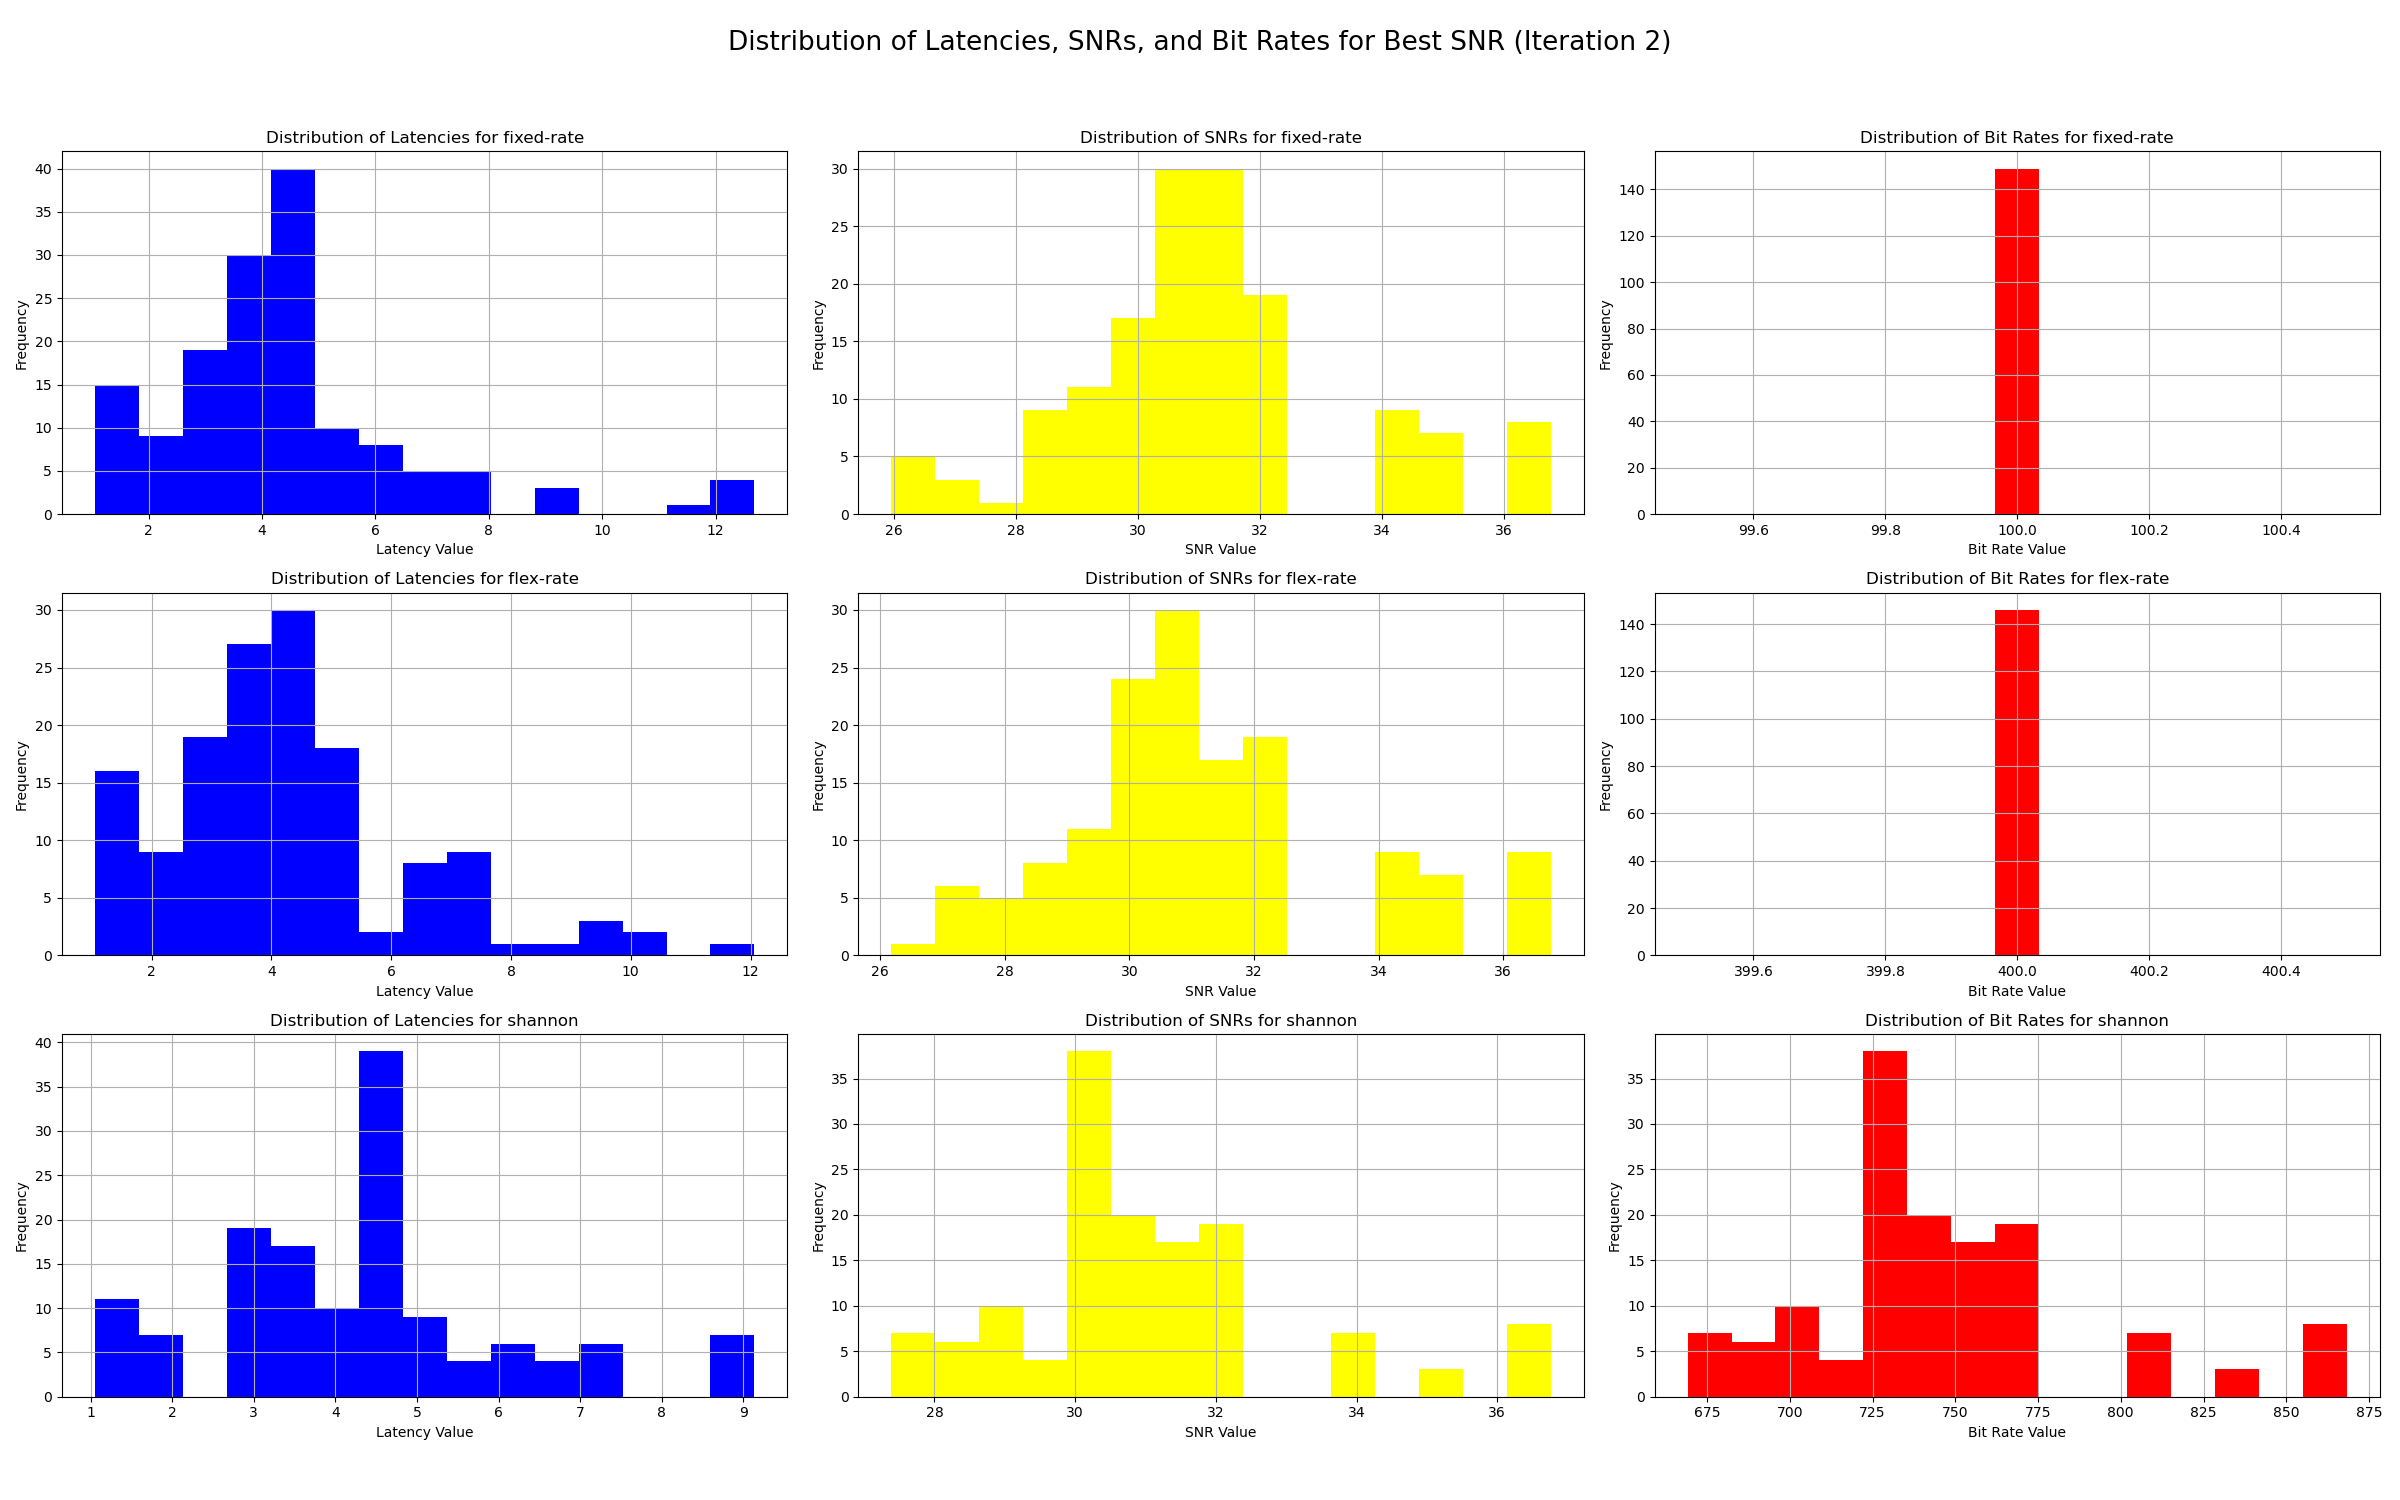 Distribution of Latencies, SNRs, and Bit Rates for Best SNR (Iteration 2)
Distribution of Latencies for fixed-rate
Frequency
40
35
30
25
20
15
10
5
0
2 4 6 8 10 12
Latency Value
Distribution of SNRs for fixed-rate
Frequency
30
25
20
15
10
5
0
26 28 30 32 34 36
SNR Value
Distribution of Bit Rates for fixed-rate
Frequency
140
120
100
80
60
40
20
0
99.6 99.8 100.0 100.2 100.4
Bit Rate Value
Distribution of Latencies for flex-rate
Frequency
30
25
20
15
10
5
0
2 4 6 8 10 12
Latency Value
Distribution of SNRs for flex-rate
Frequency
30
25
20
15
10
5
0
26 28 30 32 34 36
SNR Value
Distribution of Bit Rates for flex-rate
Frequency
140
120
100
80
60
40
20
0
399.6 399.8 400.0 400.2 400.4
Bit Rate Value
Distribution of Latencies for shannon
Frequency
40
35
30
25
20
15
10
5
0
1 2 3 4 5 6 7 8 9
Latency Value
Distribution of SNRs for shannon
Frequency
35
30
25
20
15
10
5
0
28 30 32 34 36
SNR Value
Distribution of Bit Rates for shannon
Frequency
35
30
25
20
15
10
5
0
675 700 725 750 775 800 825 850 875
Bit Rate Value